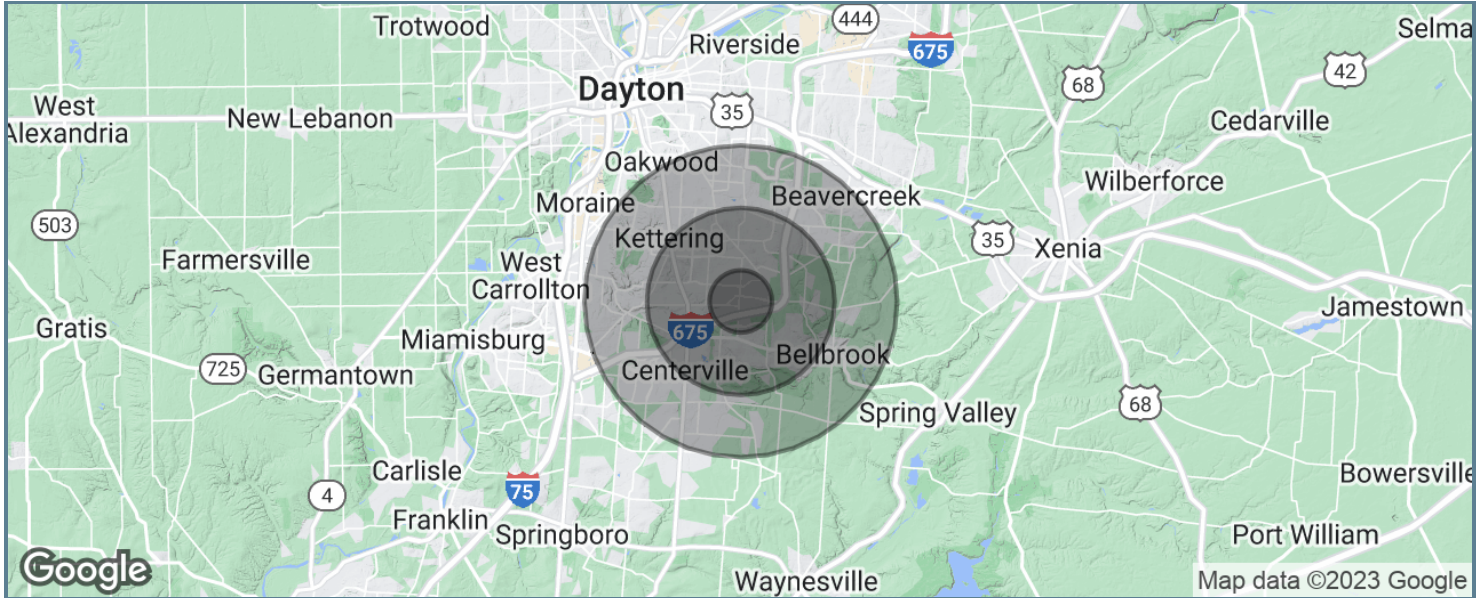 Trotwood
444
Selma
Riverside
675
42
68
Dayton
West
Alexandria
New Lebanon
35
Cedarville
Oakwood
Wilberforce
Beavercreek
Moraine
503
Kettering
35
Xenia
Farmersville
West
Carrollton
Jamestown
Gratis
675
Miamisburg
Bellbrook
725
Germantown
Centerville
68
Spring Valley
Carlisle
Bowersville
75
4
Franklin
Springboro
Port William
Google
Waynesville
Map data ©2023 Google